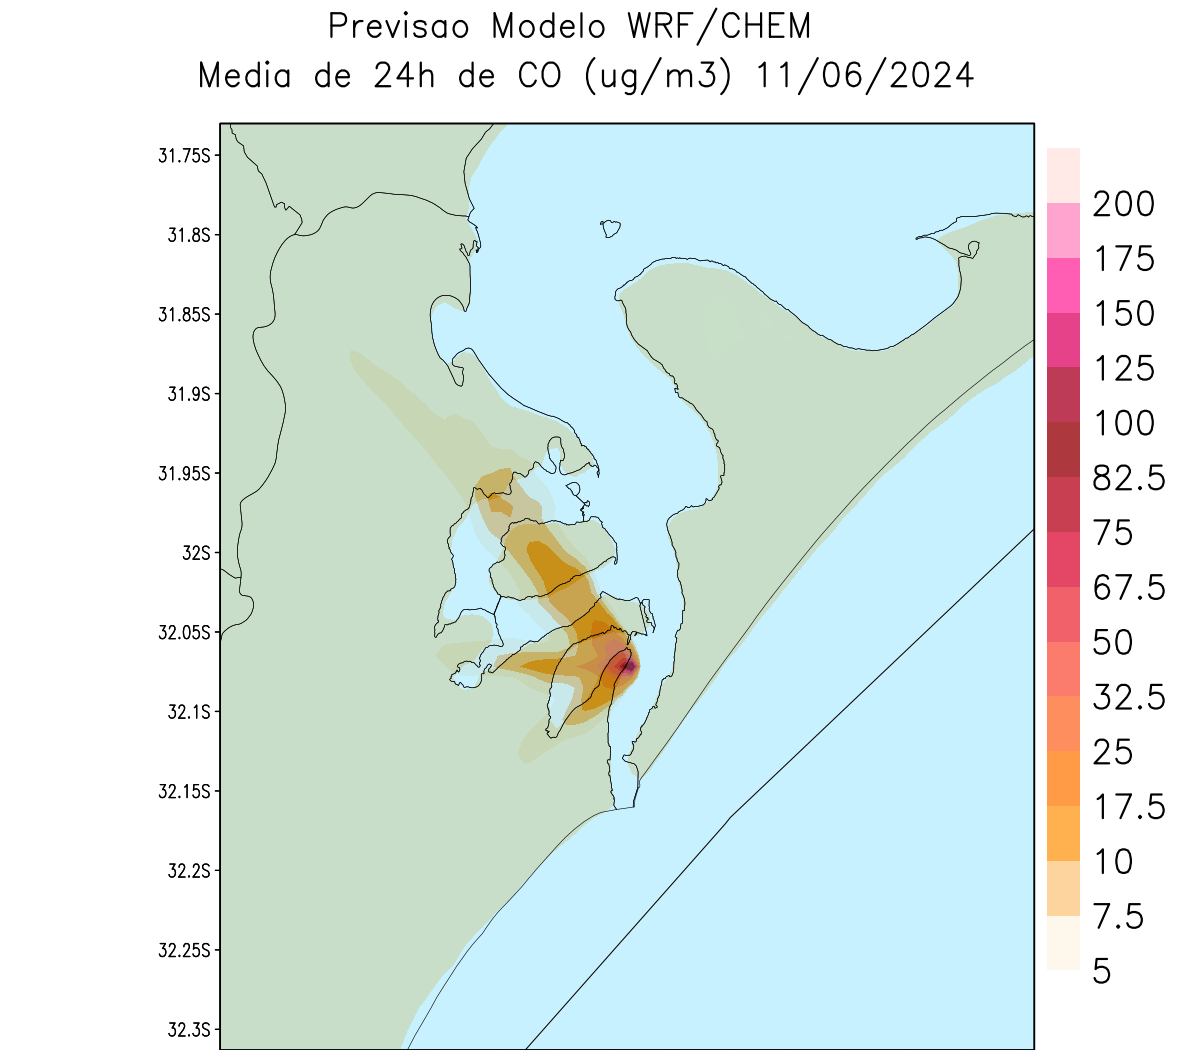 Previsao Modelo WRF/CHEM
Media de 24h de CO (ug/m3) 11/06/2024
31.75S
31.8S
31.85S
31.9S
31.95S
32S
32.05S
32.1S
32.15S
32.2S
32.25S
32.3S
200
175
150
125
100
82.5
75
67.5
50
32.5
25
17.5
10
7.5
5